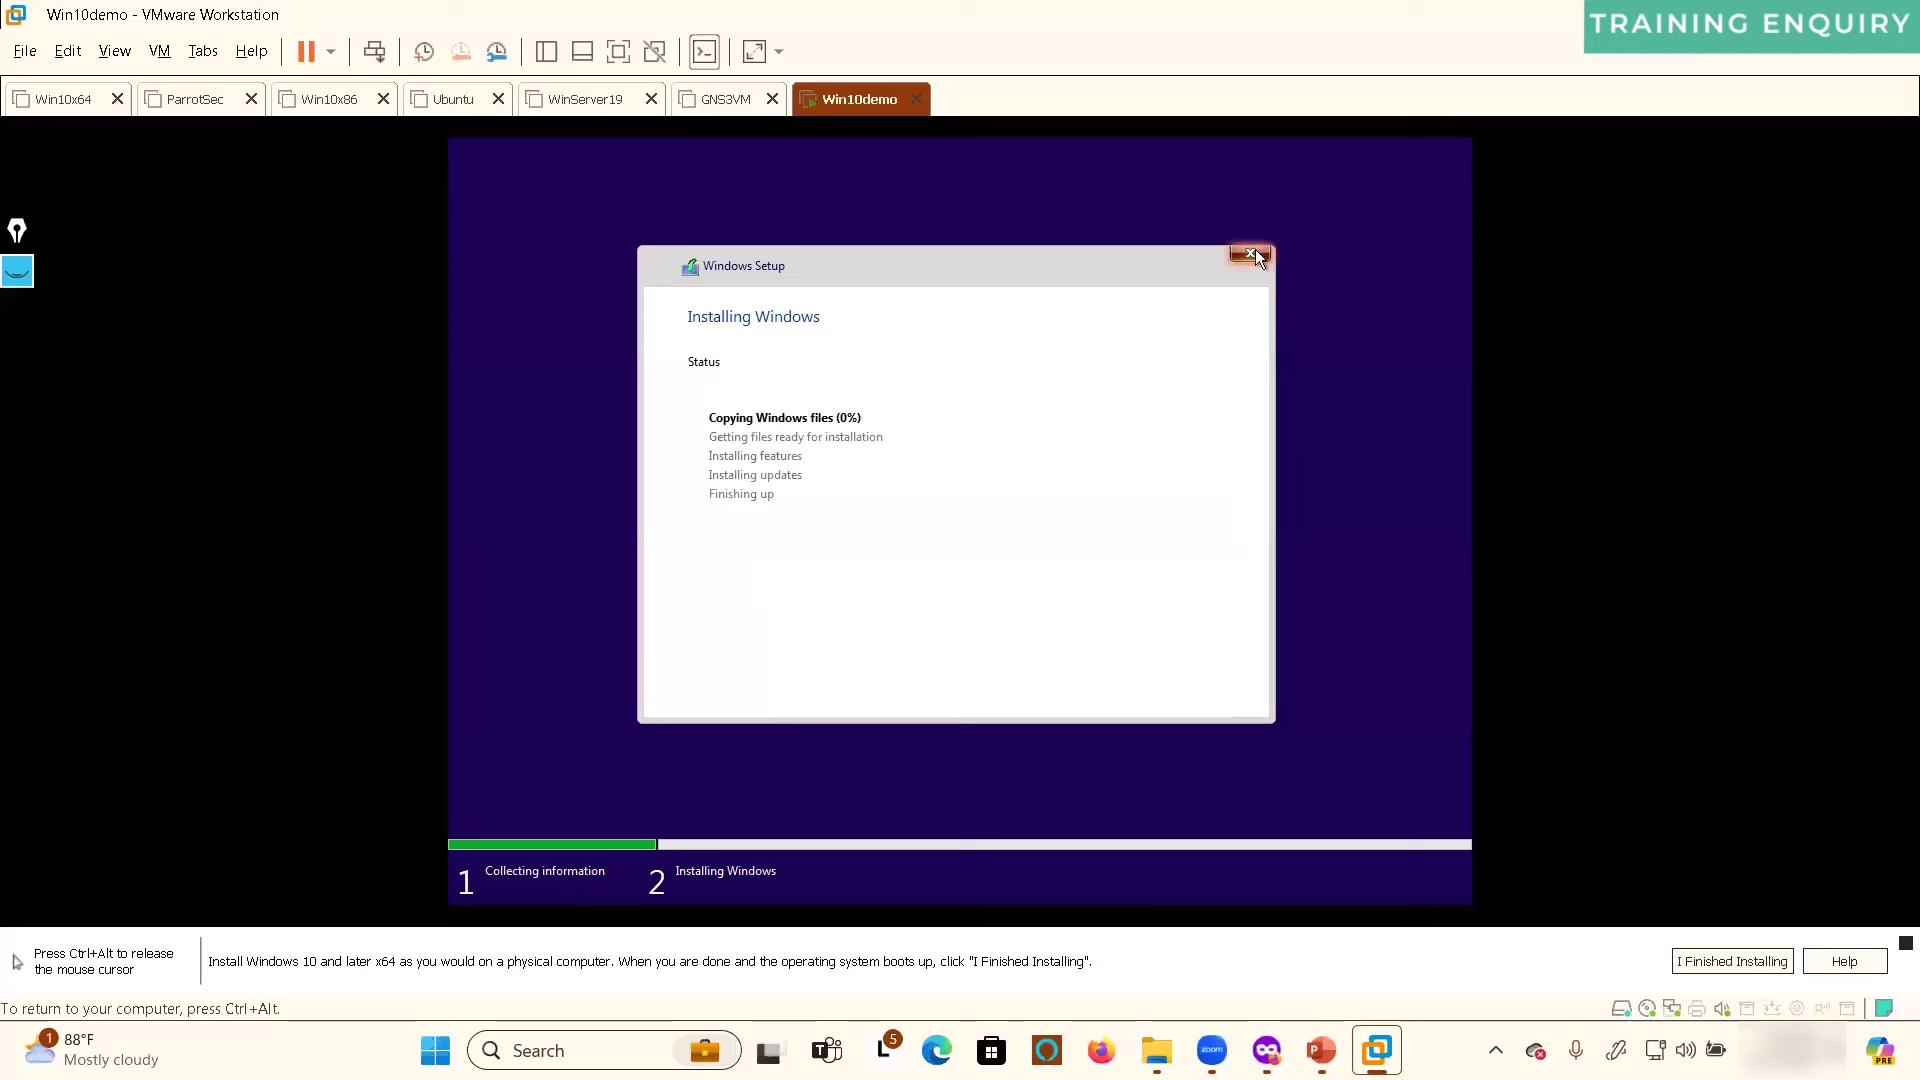 Win10demo - VMware Workstation
TRAINING ENQUIRY
File Edit View VM Tabs Help
Win10x64 ParrotSec Win10x86 Ubuntu WinServer19 GNS3VM Win10demo
Windows Setup
Installing Windows
Status
Copying Windows files (0%)
Getting files ready for installation
Installing features
Installing updates
Finishing up
1 Collecting information 2 Installing Windows
Press Ctrl+Alt to release
the mouse cursor
Install Windows 10 and later x64 as you would on a physical computer. When you are done and the operating system boots up, click "I Finished Installing".
I Finished Installing Help
To return to your computer, press Ctrl+Alt.
1 88°F
Mostly cloudy
Search
L 5
zoom
PRE